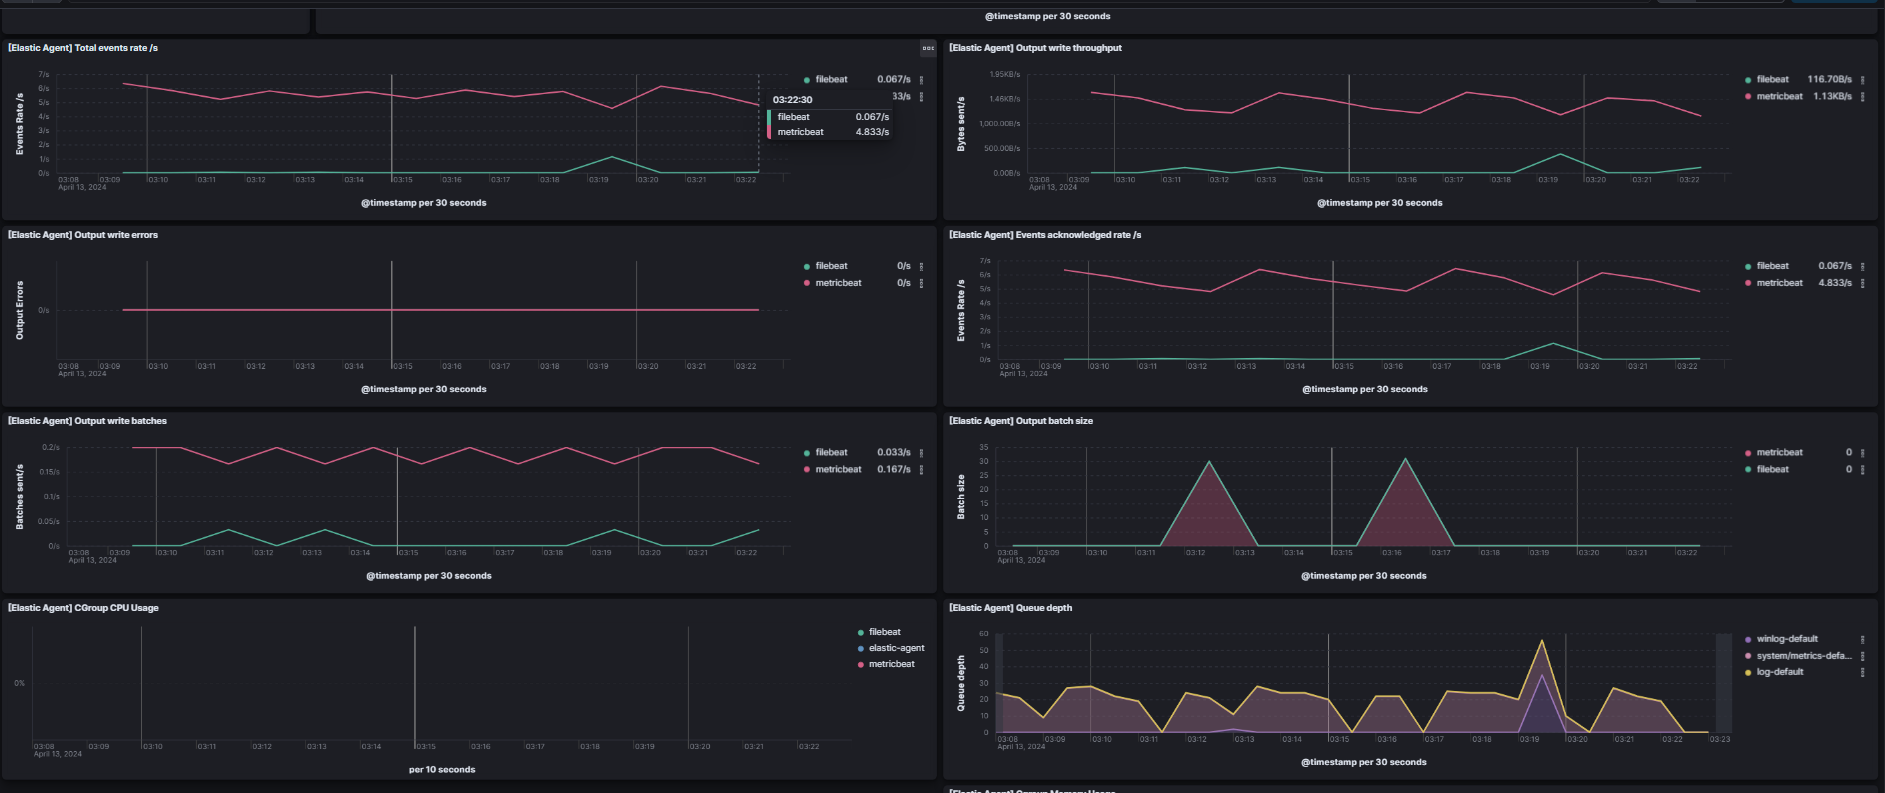 @timestamp per 30 seconds
[Elastic Agent] Total events rate /s
7/s
6/s
5/s
4/s
3/s
2/s
1/s
0/s
Events Rate /s
03:08 03:09 03:10 03:11 03:12 03:13 03:14 03:15 03:16 03:17 03:18 03:19 03:20 03:21 03:22
April 13, 2024
@timestamp per 30 seconds
filebeat 0.067/s
33/s
03:22:30
filebeat 0.067/s
metricbeat 4.833/s
[Elastic Agent] Output write throughput
1.95KB/s
1.46KB/s
1,000.00B/s
500.00B/s
0.00B/s
Bytes sent/s
03:08 03:09 03:10 03:11 03:12 03:13 03:14 03:15 03:16 03:17 03:18 03:19 03:20 03:21 03:22
April 13, 2024
@timestamp per 30 seconds
filebeat 116.70B/s
metricbeat 1.13KB/s
[Elastic Agent] Output write errors
0/s
Output Errors
03:08 03:09 03:10 03:11 03:12 03:13 03:14 03:15 03:16 03:17 03:18 03:19 03:20 03:21 03:22
April 13, 2024
@timestamp per 30 seconds
filebeat 0/s
metricbeat 0/s
[Elastic Agent] Events acknowledged rate /s
7/s
6/s
5/s
4/s
3/s
2/s
1/s
0/s
Events Rate /s
03:08 03:09 03:10 03:11 03:12 03:13 03:14 03:15 03:16 03:17 03:18 03:19 03:20 03:21 03:22
April 13, 2024
@timestamp per 30 seconds
filebeat 0.067/s
metricbeat 4.833/s
[Elastic Agent] Output write batches
0.2/s
0.15/s
0.1/s
0.05/s
0/s
Batches sent/s
03:08 03:09 03:10 03:11 03:12 03:13 03:14 03:15 03:16 03:17 03:18 03:19 03:20 03:21 03:22
April 13, 2024
@timestamp per 30 seconds
filebeat 0.033/s
metricbeat 0.167/s
[Elastic Agent] Output batch size
35
30
25
20
15
10
5
0
Batch size
03:08 03:09 03:10 03:11 03:12 03:13 03:14 03:15 03:16 03:17 03:18 03:19 03:20 03:21 03:22
April 13, 2024
@timestamp per 30 seconds
metricbeat 0
filebeat 0
[Elastic Agent] CGroup CPU Usage
0%
03:08 03:09 03:10 03:11 03:12 03:13 03:14 03:15 03:16 03:17 03:18 03:19 03:20 03:21 03:22
April 13, 2024
per 10 seconds
filebeat
elastic-agent
metricbeat
[Elastic Agent] Queue depth
60
50
40
30
20
10
0
Queue depth
03:08 03:09 03:10 03:11 03:12 03:13 03:14 03:15 03:16 03:17 03:18 03:19 03:20 03:21 03:22 03:23
April 13, 2024
@timestamp per 30 seconds
winlog-default
system/metrics-defa...
log-default
[Elastic Agent] Cgroup Memory Usage